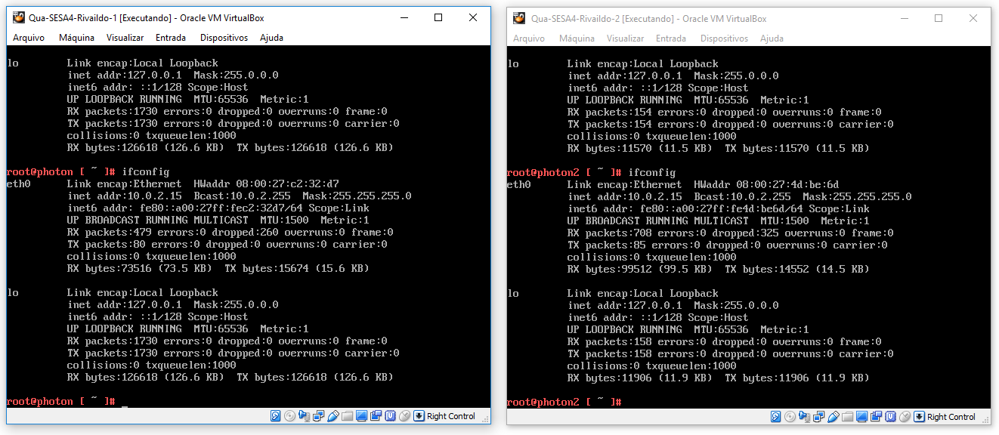 Qua-SESA4-Rivaildo-1 [Executando] - Oracle VM VirtualBox
Arquivo Máquina Visualizar Entrada Dispositivos Ajuda
lo Link encap:Local Loopback
inet addr:127.0.0.1 Mask:255.0.0.0
inet6 addr: ::1/128 Scope:Host
UP LOOPBACK RUNNING MTU:65536 Metric:1
RX packets:1730 errors:0 dropped:0 overruns:0 frame:0
TX packets:1730 errors:0 dropped:0 overruns:0 carrier:0
collisions:0 txqueuelen:1000
RX bytes:126618 (126.6 KB) TX bytes:126618 (126.6 KB)
root@photon [ ~ ]# ifconfig
eth0 Link encap:Ethernet HWaddr 08:00:27:c2:32:d7
inet addr:10.0.2.15 Bcast:10.0.2.255 Mask:255.255.255.0
inet6 addr: fe80::a00:27ff:fec2:32d7/64 Scope:Link
UP BROADCAST RUNNING MULTICAST MTU:1500 Metric:1
RX packets:479 errors:0 dropped:260 overruns:0 frame:0
TX packets:80 errors:0 dropped:0 overruns:0 carrier:0
collisions:0 txqueuelen:1000
RX bytes:73516 (73.5 KB) TX bytes:15674 (15.6 KB)
lo Link encap:Local Loopback
inet addr:127.0.0.1 Mask:255.0.0.0
inet6 addr: ::1/128 Scope:Host
UP LOOPBACK RUNNING MTU:65536 Metric:1
RX packets:1730 errors:0 dropped:0 overruns:0 frame:0
TX packets:1730 errors:0 dropped:0 overruns:0 carrier:0
collisions:0 txqueuelen:1000
RX bytes:126618 (126.6 KB) TX bytes:126618 (126.6 KB)
root@photon [ ~ ]# _
Right Control
Qua-SESA4-Rivaildo-2 [Executando] - Oracle VM VirtualBox
Arquivo Máquina Visualizar Entrada Dispositivos Ajuda
lo Link encap:Local Loopback
inet addr:127.0.0.1 Mask:255.0.0.0
inet6 addr: ::1/128 Scope:Host
UP LOOPBACK RUNNING MTU:65536 Metric:1
RX packets:154 errors:0 dropped:0 overruns:0 frame:0
TX packets:154 errors:0 dropped:0 overruns:0 carrier:0
collisions:0 txqueuelen:1000
RX bytes:11570 (11.5 KB) TX bytes:11570 (11.5 KB)
root@photon2 [ ~ ]# ifconfig
eth0 Link encap:Ethernet HWaddr 08:00:27:4d:be:6d
inet addr:10.0.2.15 Bcast:10.0.2.255 Mask:255.255.255.0
inet6 addr: fe80::a00:27ff:fe4d:be6d/64 Scope:Link
UP BROADCAST RUNNING MULTICAST MTU:1500 Metric:1
RX packets:708 errors:0 dropped:325 overruns:0 frame:0
TX packets:85 errors:0 dropped:0 overruns:0 carrier:0
collisions:0 txqueuelen:1000
RX bytes:99512 (99.5 KB) TX bytes:14552 (14.5 KB)
lo Link encap:Local Loopback
inet addr:127.0.0.1 Mask:255.0.0.0
inet6 addr: ::1/128 Scope:Host
UP LOOPBACK RUNNING MTU:65536 Metric:1
RX packets:158 errors:0 dropped:0 overruns:0 frame:0
TX packets:158 errors:0 dropped:0 overruns:0 carrier:0
collisions:0 txqueuelen:1000
RX bytes:11906 (11.9 KB) TX bytes:11906 (11.9 KB)
root@photon2 [ ~ ]#
Right Control